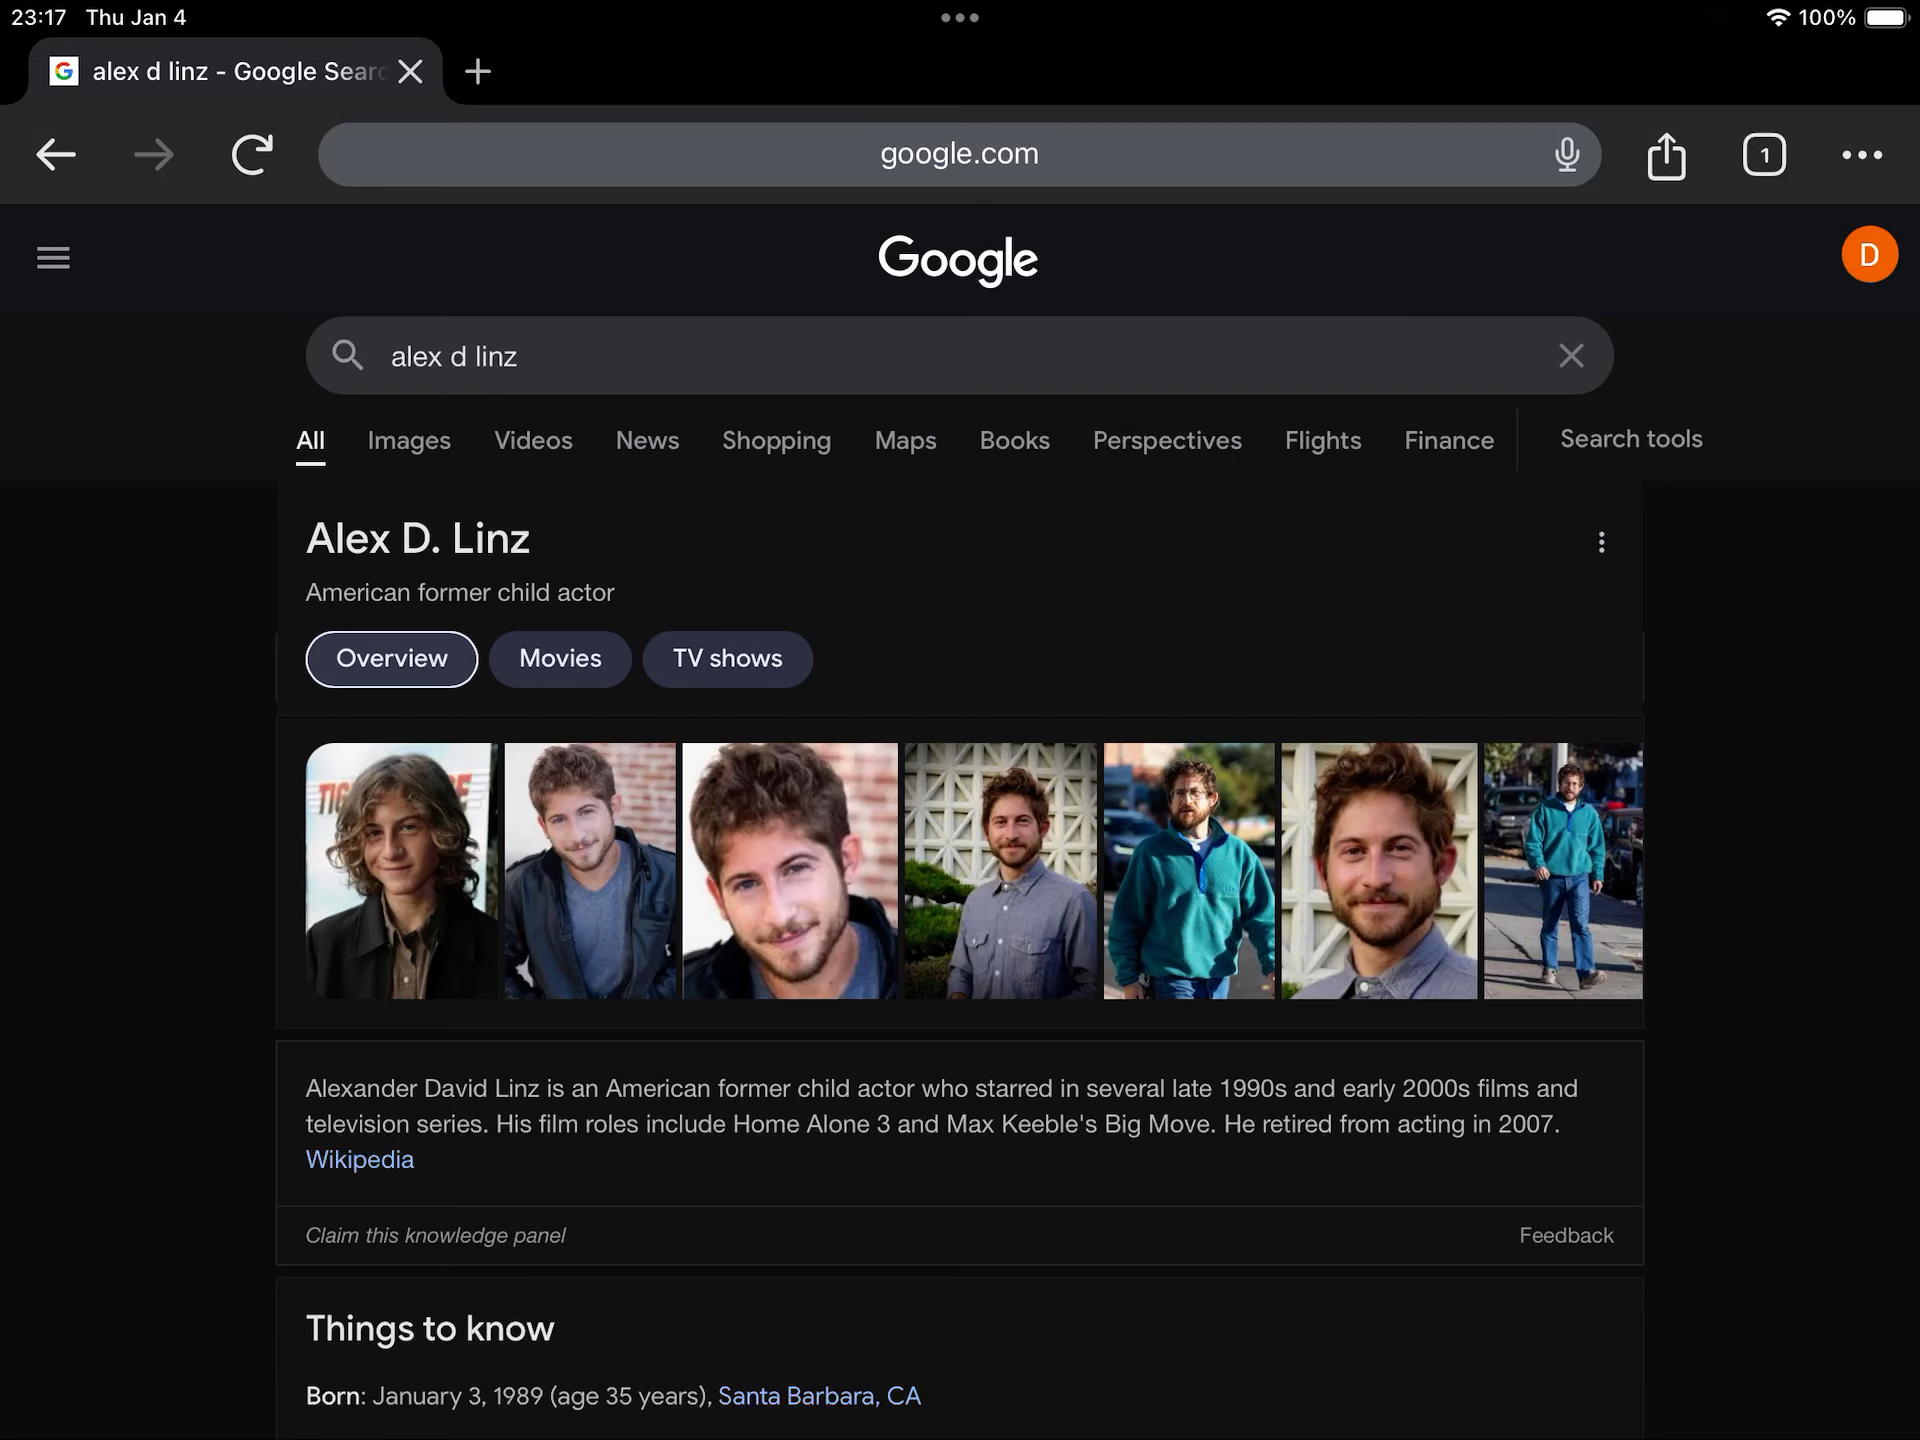 23:17 Thu Jan 4
100%
alex d linz - Google Sear
google.com
1
Google
D
alex d linz
All Images Videos News Shopping Maps Books Perspectives Flights Finance Search tools
Alex D. Linz
American former child actor
Overview Movies TV shows
Alexander David Linz is an American former child actor who starred in several late 1990s and early 2000s films and
television series. His film roles include Home Alone 3 and Max Keeble's Big Move. He retired from acting in 2007.
Wikipedia
Claim this knowledge panel Feedback
Things to know
Born: January 3, 1989 (age 35 years), Santa Barbara, CA